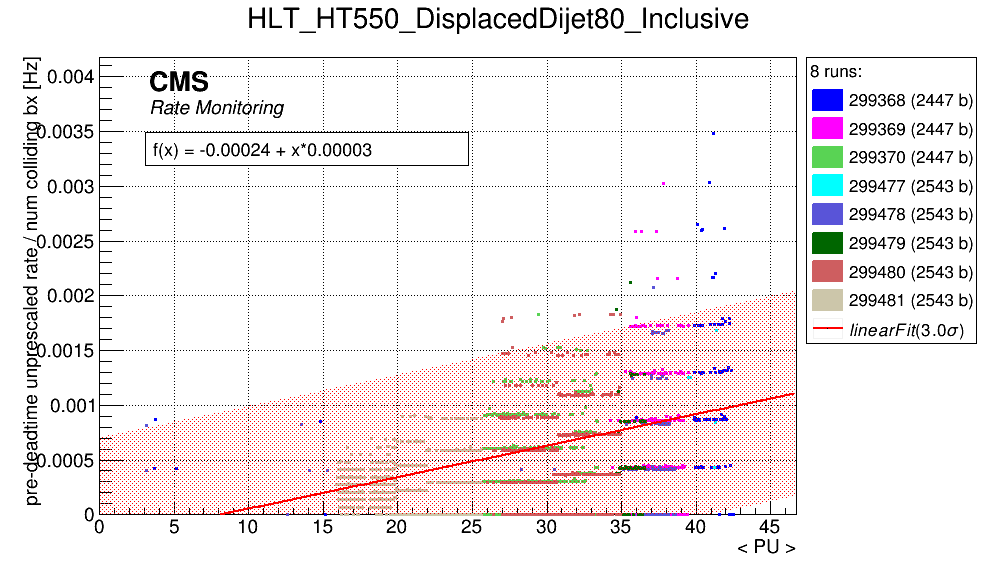 HLT_HT550_DisplacedDijet80_Inclusive
pre-deadtime unprescaled rate / num colliding bx [Hz]
CMS
Rate Monitoring
f(x) = -0.00024 + x*0.00003
0.004
0.0035
0.003
0.0025
0.002
0.0015
0.001
0.0005
0
0 5 10 15 20 25 30 35 40 45
< PU >
8 runs:
299368 (2447 b)
299369 (2447 b)
299370 (2447 b)
299477 (2543 b)
299478 (2543 b)
299479 (2543 b)
299480 (2543 b)
299481 (2543 b)
linearFit(3.0σ)